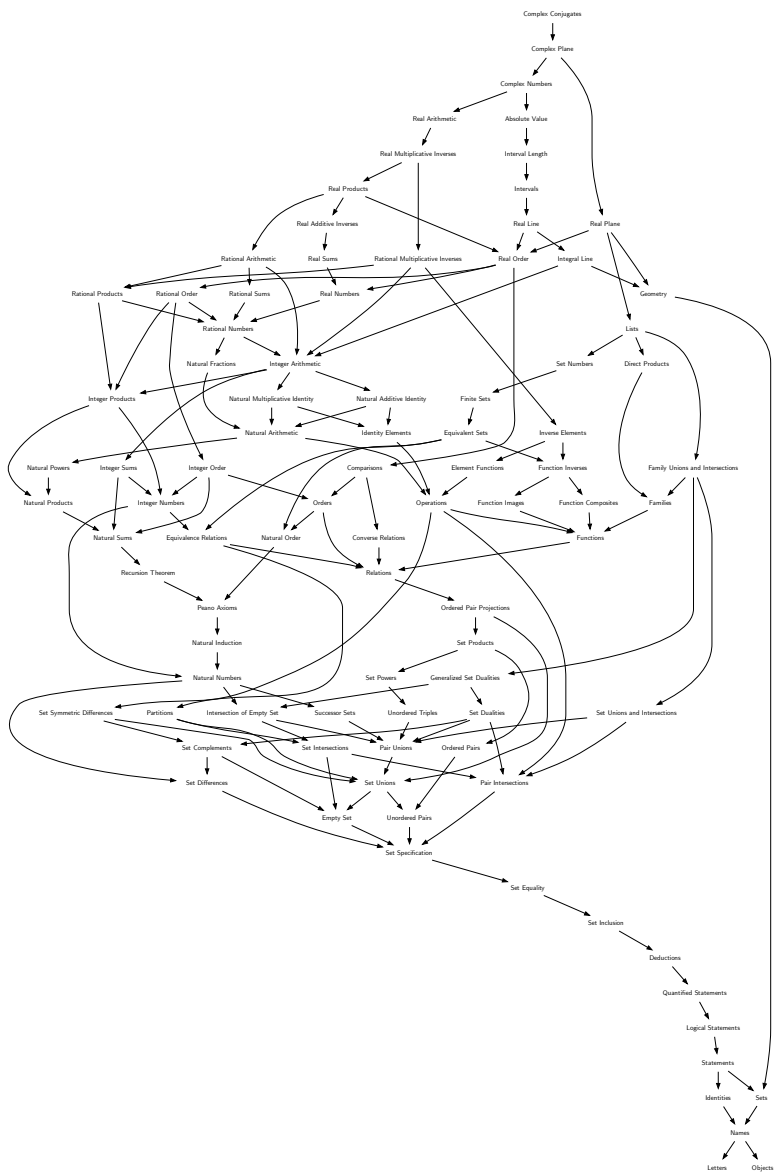 Complex Conjugates
Complex Plane
Complex Numbers
Real Arithmetic
Absolute Value
Real Multiplicative Inverses
Interval Length
Real Products
Intervals
Real Additive Inverses
Real Line
Real Plane
Rational Arithmetic
Real Sums
Rational Multiplicative Inverses
Real Order
Integral Line
Rational Products
Rational Order
Rational Sums
Real Numbers
Geometry
Rational Numbers
Lists
Natural Fractions
Integer Arithmetic
Set Numbers
Direct Products
Integer Products
Natural Multiplicative Identity
Natural Additive Identity
Finite Sets
Natural Arithmetic
Identity Elements
Equivalent Sets
Inverse Elements
Natural Powers
Integer Sums
Integer Order
Comparisons
Element Functions
Function Inverses
Family Unions and Intersections
Natural Products
Integer Numbers
Orders
Operations
Function Images
Function Composites
Families
Natural Sums
Equivalence Relations
Natural Order
Converse Relations
Functions
Recursion Theorem
Relations
Peano Axioms
Ordered Pair Projections
Natural Induction
Set Products
Natural Numbers
Set Powers
Generalized Set Dualities
Set Symmetric Differences
Partitions
Intersection of Empty Set
Successor Sets
Unordered Triples
Set Dualities
Set Unions and Intersections
Set Complements
Set Intersections
Pair Unions
Ordered Pairs
Set Differences
Set Unions
Pair Intersections
Empty Set
Unordered Pairs
Set Specification
Set Equality
Set Inclusion
Deductions
Quantified Statements
Logical Statements
Statements
Identities
Sets
Names
Letters
Objects